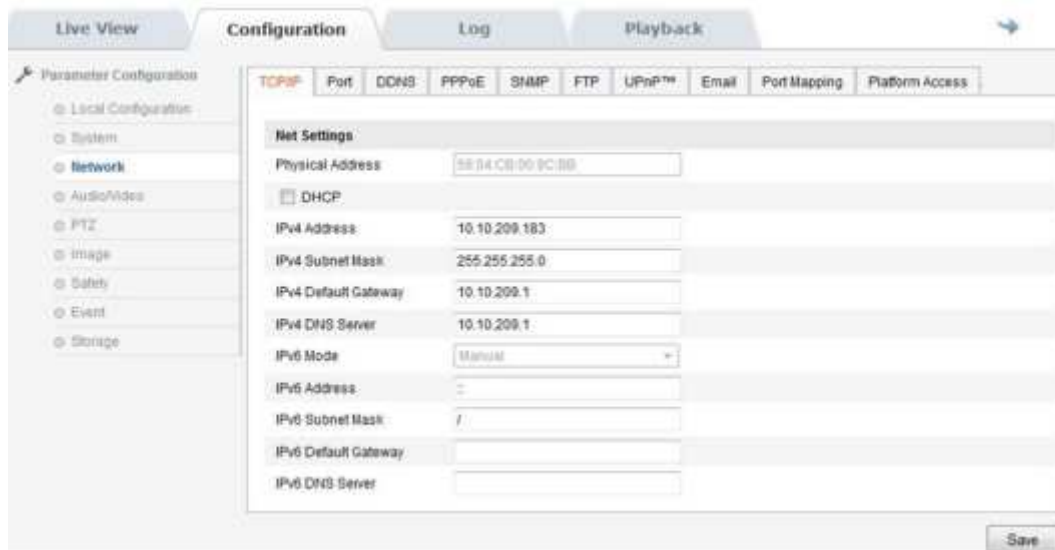 Live View Configuration Log Playback
Parameter Configuration
Local Configuration
System
Network
Audio/Video
PTZ
Image
Safety
Event
Storage
TCP/IP Port DDNS PPPoE SNMP FTP UPnP™ Email Port Mapping Platform Access
Net Settings
Physical Address
DHCP
IPv4 Address 10.10.209.183
IPv4 Subnet Mask 255.255.255.0
IPv4 Default Gateway 10.10.209.1
IPv4 DNS Server 10.10.209.1
IPv6 Mode Manual
IPv6 Address ::
IPv6 Subnet Mask /
IPv6 Default Gateway
IPv6 DNS Server
Save